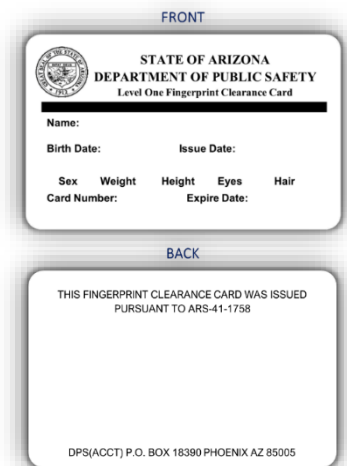 FRONT
STATE OF ARIZONA
DEPARTMENT OF PUBLIC SAFETY
Level One Fingerprint Clearance Card
Name:
Birth Date: Issue Date:
Sex Weight Height Eyes Hair
Card Number: Expire Date:
BACK
THIS FINGERPRINT CLEARANCE CARD WAS ISSUED
PURSUANT TO ARS-41-1758
DPS(ACCT) P.O. BOX 18390 PHOENIX AZ 85005